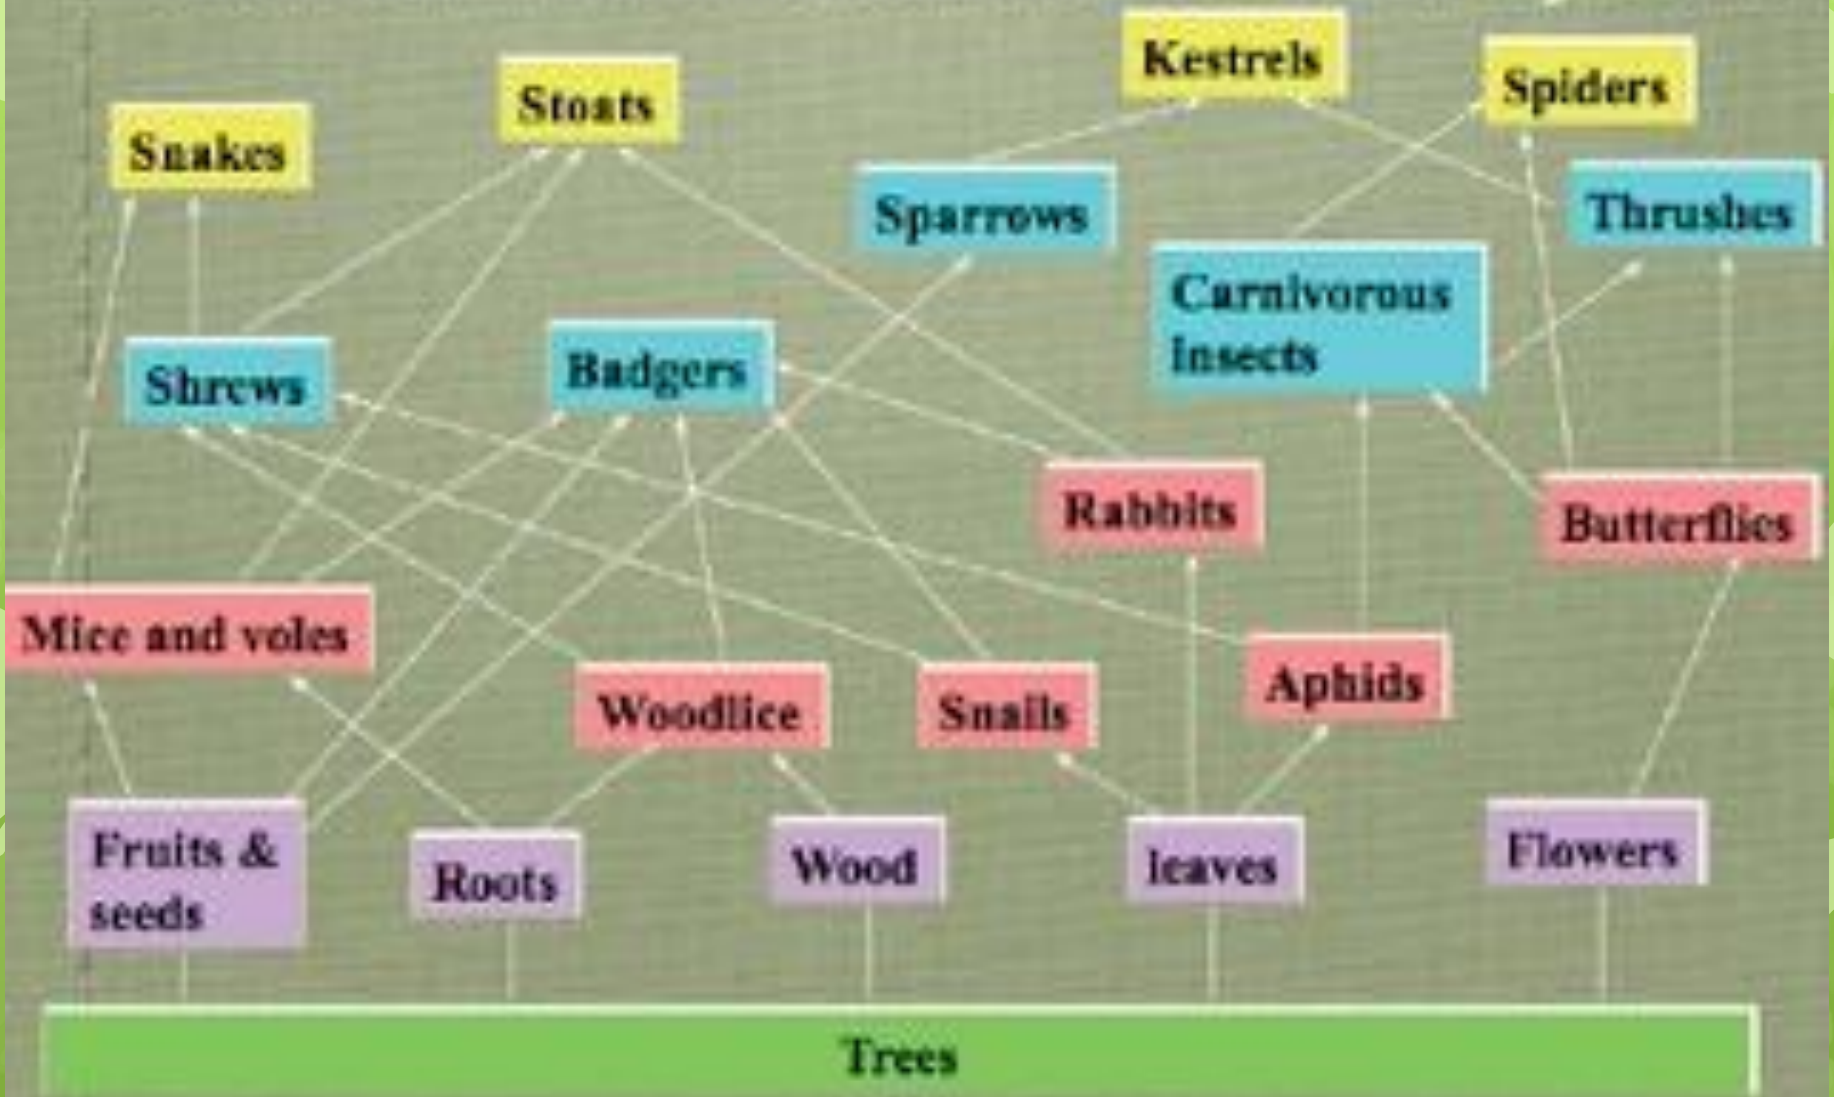 Kestrels
Spiders
Stoats
Snakes
Sparrows
Thrushes
Carnivorous
Insects
Shrews
Badgers
Rabbits
Butterflies
Mice and voles
Woodlice
Snails
Aphids
Fruits &
seeds
Roots
Wood
leaves
Flowers
Trees